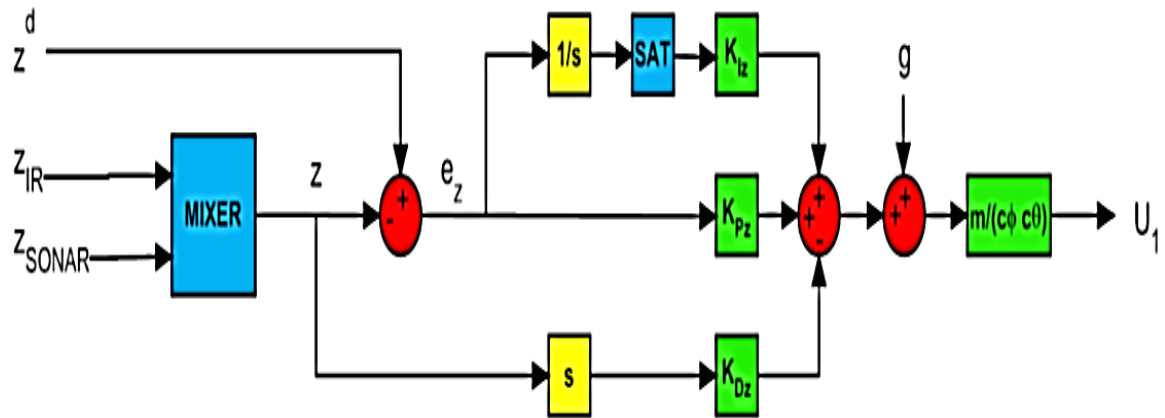 d
z
1/s
SAT
K_Iz
g
z_IR
MIXER
z
+
-
e_z
K_Pz
+
+
-
+
+
m/(cϕ cθ)
U_1
z_SONAR
s
K_Dz